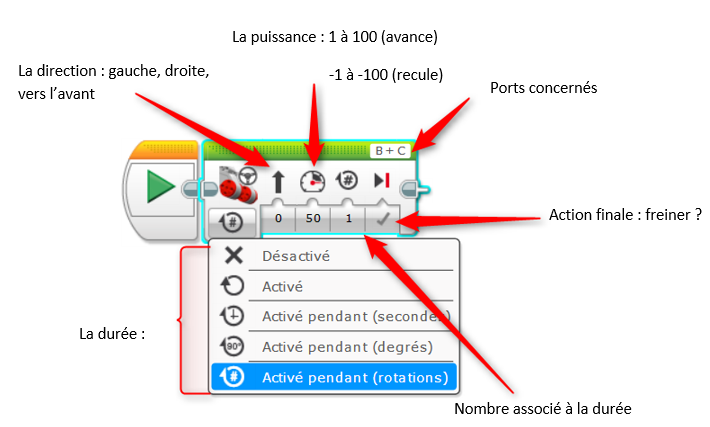 La puissance : 1 à 100 (avance)
-1 à -100 (recule)
La direction : gauche, droite,
vers l’avant
Ports concernés
B + C
#
0 50 1
#
Action finale : freiner ?
La durée :
Désactivé
Activé
Activé pendant (secondes)
90° Activé pendant (degrés)
# Activé pendant (rotations)
Nombre associé à la durée